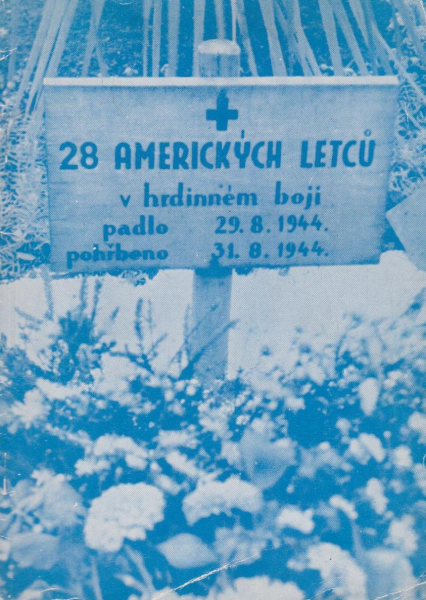 28 AMERICKÝCH LETCŮ
v hrdinném boji
padlo 29. 8. 1944.
pohřbeno 31. 8. 1944.